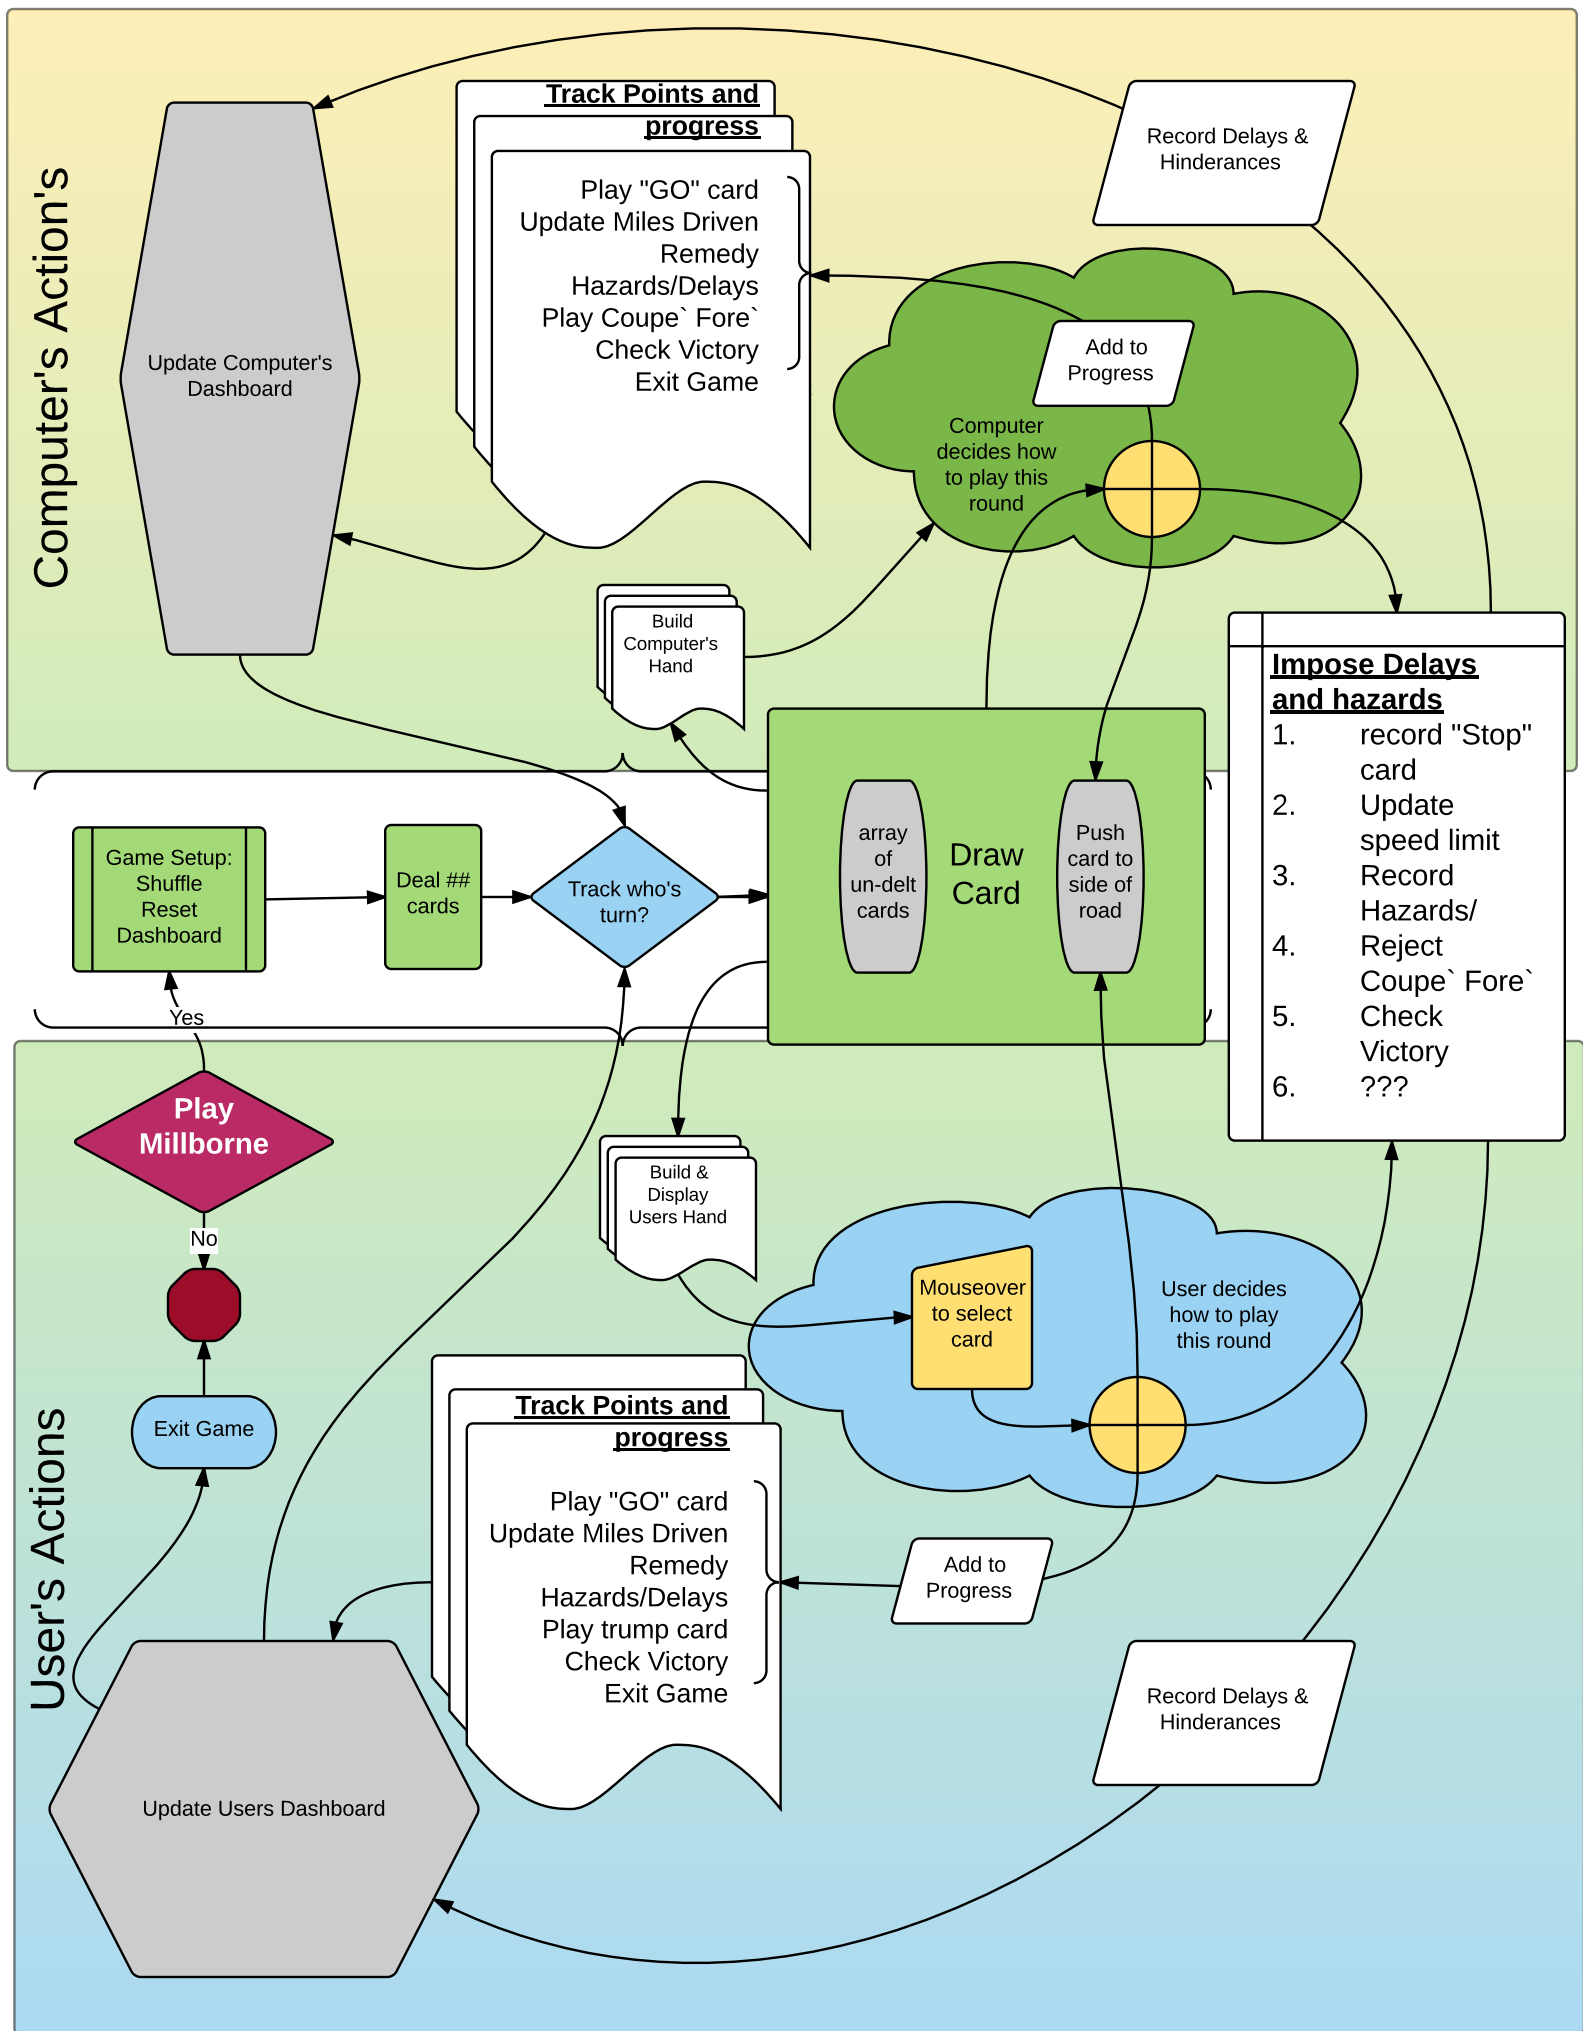 Computer's Action's
Track Points and
progress
Play "GO" card
Update Miles Driven
Remedy
Hazards/Delays
Play Coupe` Fore`
Check Victory
Exit Game
Record Delays &
Hinderances
Update Computer's
Dashboard
Add to
Progress
Computer
decides how
to play this
round
Build
Computer's
Hand
Impose Delays
and hazards
1. record "Stop"
card
2. Update
speed limit
3. Record
Hazards/
4. Reject
Coupe` Fore`
5. Check
Victory
6. ???
Game Setup:
Shuffle
Reset
Dashboard
Deal ##
cards
Track who's
turn?
array
of
un-delt
cards
Draw
Card
Push
card to
side of
road
Yes
Play
Millborne
No
Exit Game
User's Actions
Build &
Display
Users Hand
Mouseover
to select
card
User decides
how to play
this round
Track Points and
progress
Play "GO" card
Update Miles Driven
Remedy
Hazards/Delays
Play trump card
Check Victory
Exit Game
Add to
Progress
Record Delays &
Hinderances
Update Users Dashboard